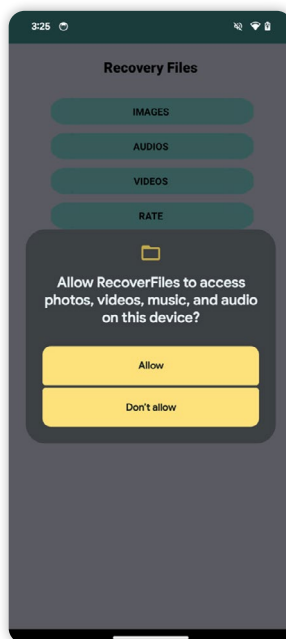 3:25
Recovery Files
IMAGES
AUDIOS
VIDEOS
RATE
Allow RecoverFiles to access
photos, videos, music, and audio
on this device?
Allow
Don't allow